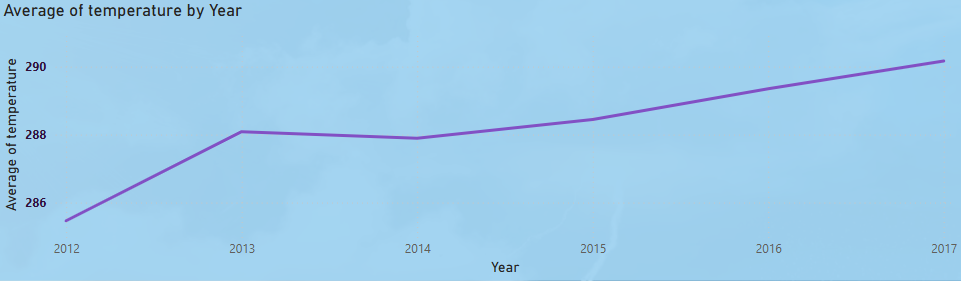 Average of temperature by Year
Average of temperature
290
288
286
2012 2013 2014 2015 2016 2017
Year